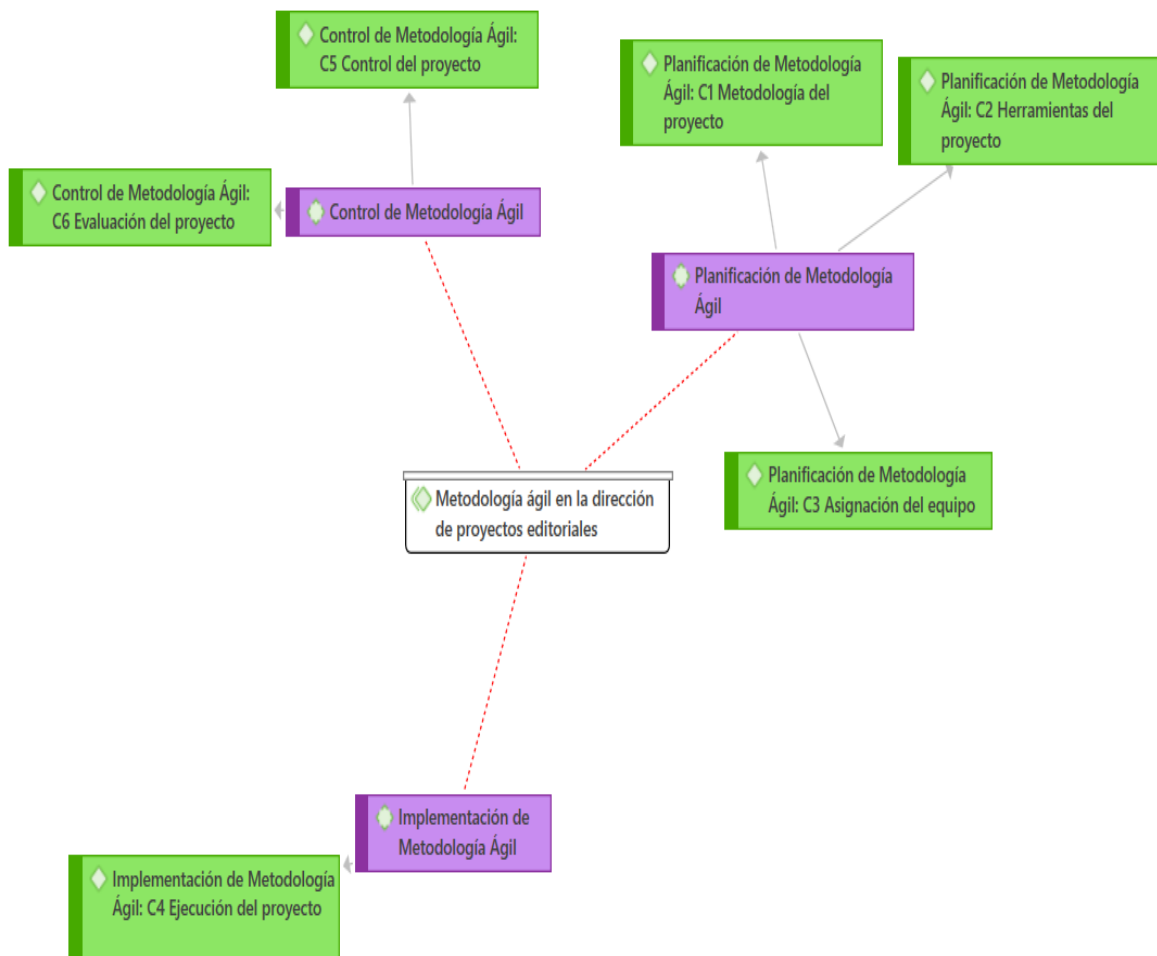 Control de Metodología Ágil:
C5 Control del proyecto
Planificación de Metodología
Ágil: C1 Metodología del
proyecto
Planificación de Metodología
Ágil: C2 Herramientas del
proyecto
Control de Metodología Ágil:
C6 Evaluación del proyecto
Control de Metodología Ágil
Planificación de Metodología
Ágil
Planificación de Metodología
Ágil: C3 Asignación del equipo
Metodología ágil en la dirección
de proyectos editoriales
Implementación de
Metodología Ágil
Implementación de Metodología
Ágil: C4 Ejecución del proyecto